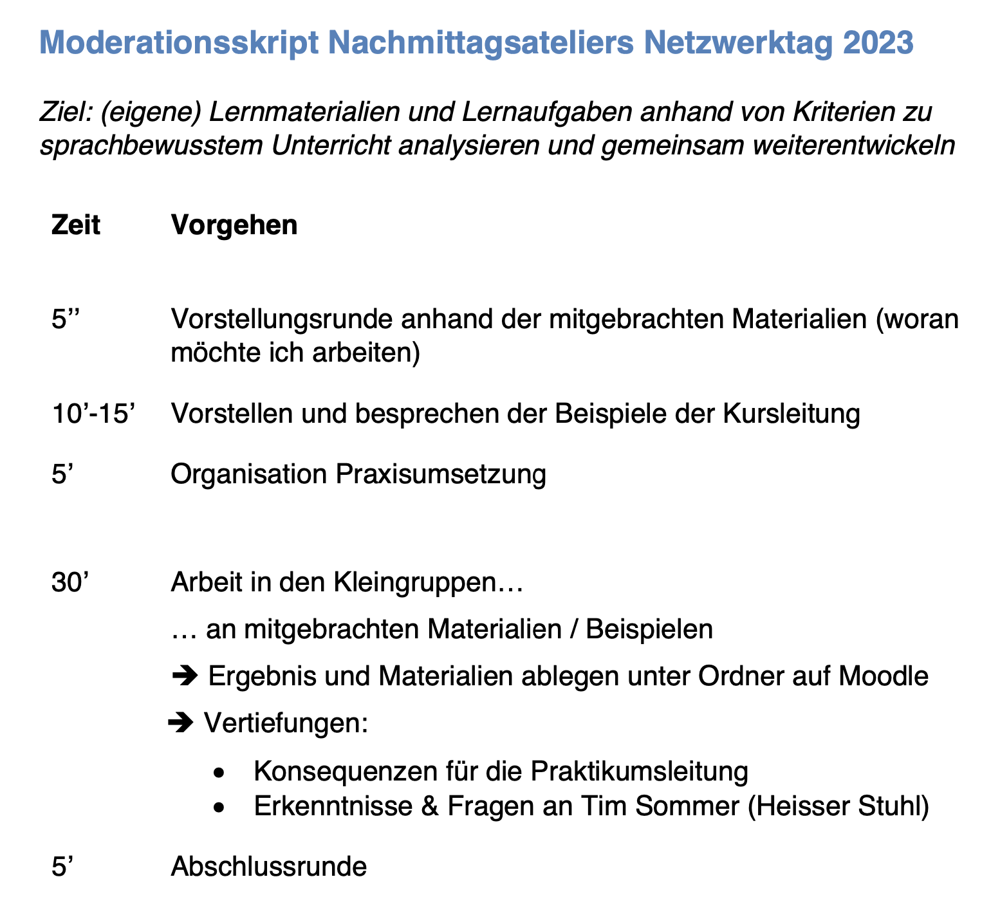 Moderationsskript Nachmittagsateliers Netzwerktag 2023
Ziel: (eigene) Lernmaterialien und Lernaufgaben anhand von Kriterien zu
sprachbewusstem Unterricht analysieren und gemeinsam weiterentwickeln
Zeit Vorgehen
5’’ Vorstellungsrunde anhand der mitgebrachten Materialien (woran
möchte ich arbeiten)
10’-15’ Vorstellen und besprechen der Beispiele der Kursleitung
5’ Organisation Praxisumsetzung
30’ Arbeit in den Kleingruppen…
… an mitgebrachten Materialien / Beispielen
➔ Ergebnis und Materialien ablegen unter Ordner auf Moodle
➔ Vertiefungen:
• Konsequenzen für die Praktikumsleitung
• Erkenntnisse & Fragen an Tim Sommer (Heisser Stuhl)
5’ Abschlussrunde